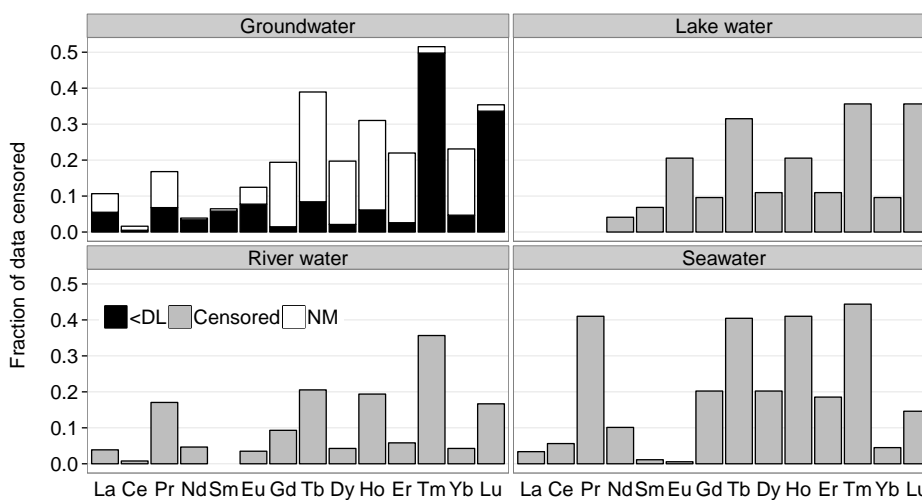 Groundwater
Lake water
0.5
0.4
0.3
0.2
0.1
0.0
River water
Seawater
0.5
0.4
0.3
0.2
0.1
0.0
<DL Censored NM
Fraction of data censored
La Ce Pr Nd Sm Eu Gd Tb Dy Ho Er Tm Yb Lu
La Ce Pr Nd Sm Eu Gd Tb Dy Ho Er Tm Yb Lu